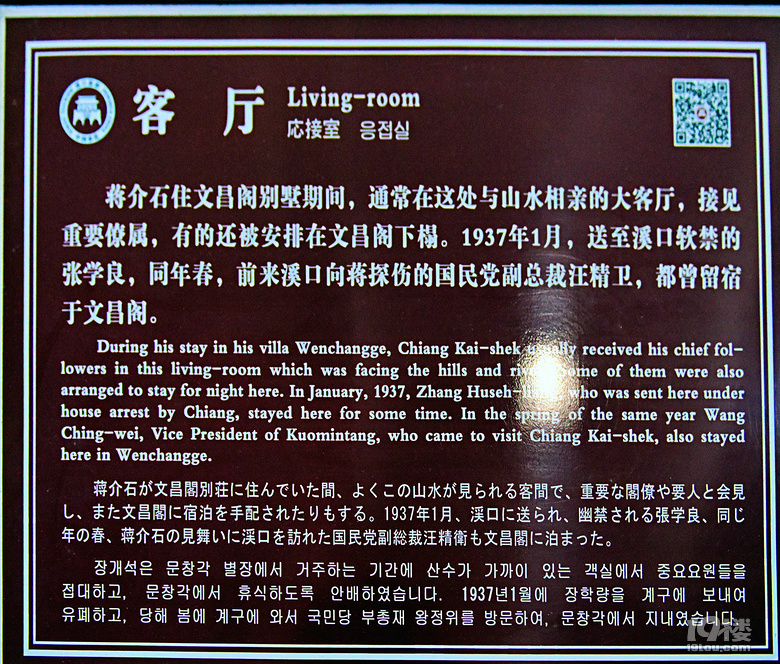 客 厅
Living-room
応接室 응접실
蒋介石住文昌阁别墅期间，通常在这处与山水相亲的大客厅，接见
重要僚属，有的还被安排在文昌阁下榻。1937年1月，送至溪口软禁的
张学良，同年春，前来溪口向蒋探伤的国民党副总裁汪精卫，都曾留宿
于文昌阁。
During his stay in his villa Wenchangge, Chiang Kai-shek usually received his chief fol-
lowers in this living-room which was facing the hills and Some of them were also
arranged to stay for night here. In January, 1937, Zhang Huseh- who was sent here under
house arrest by Chiang, stayed here for some time. In the spring of the same year Wang
Ching-wei, Vice President of Kuomintang, who came to visit Chiang Kai-shek, also stayed
here in Wenchangge.
蒋介石が文昌閣別荘に住んでいた間、よくこの山水が見られる客間で、重要な閣僚や要人と会見
し、また文昌閣に宿泊を手配されたりもする。1937年1月、渓口に送られ、幽禁される張学良、同じ
年の春、蒋介石の見舞いに渓口を訪れた国民党副総裁汪精衛も文昌閣に泊まった。
장개석은 문창각 별장에서 거주하는 기간에 산수가 가까이 있는 객실에서 중요요원들을
접대하고, 문창각에서 휴식하도록 안배하였습니다. 1937년1월에 장학량을 계구에 보내여
유폐하고, 당해 봄에 계구에 와서 국민당 부총재 왕정위를 방문하여, 문창각에서 지내였습니다.
19楼
19lou.com